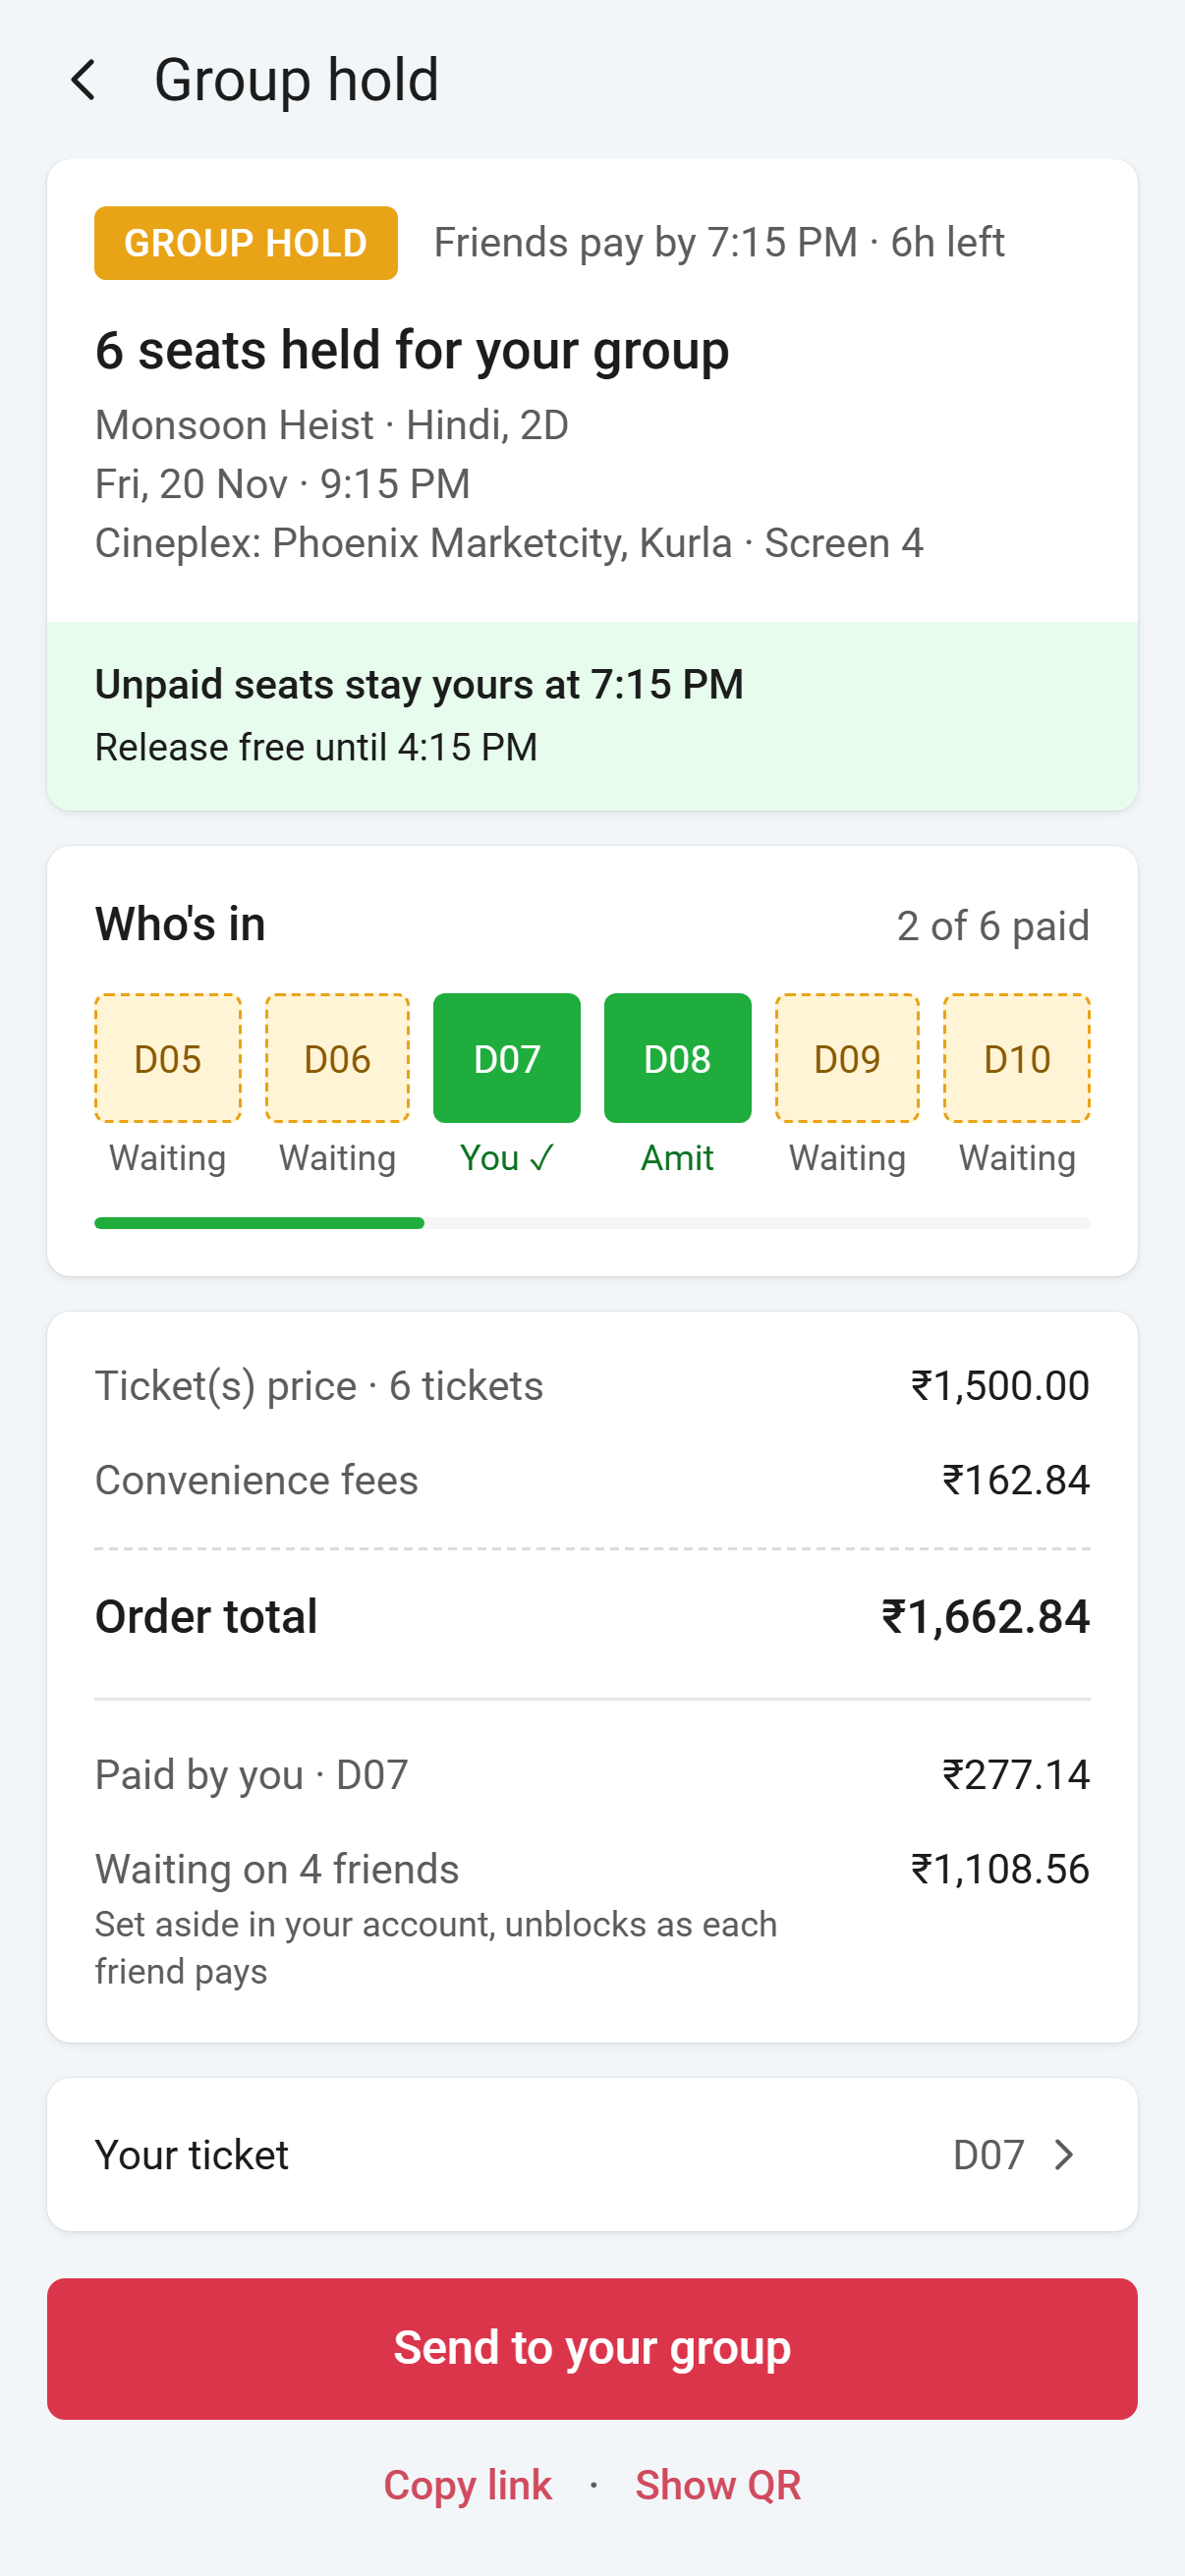 Group hold
GROUP HOLD Friends pay by 7:15 PM · 6h left
6 seats held for your group
Monsoon Heist · Hindi, 2D
Fri, 20 Nov · 9:15 PM
Cineplex: Phoenix Marketcity, Kurla · Screen 4
Unpaid seats stay yours at 7:15 PM
Release free until 4:15 PM
Who's in 2 of 6 paid
D05 D06 D07 D08 D09 D10
Waiting Waiting You ✓ Amit Waiting Waiting
Ticket(s) price · 6 tickets ₹1,500.00
Convenience fees ₹162.84
Order total ₹1,662.84
Paid by you · D07 ₹277.14
Waiting on 4 friends ₹1,108.56
Set aside in your account, unblocks as each
friend pays
Your ticket D07
Send to your group
Copy link · Show QR